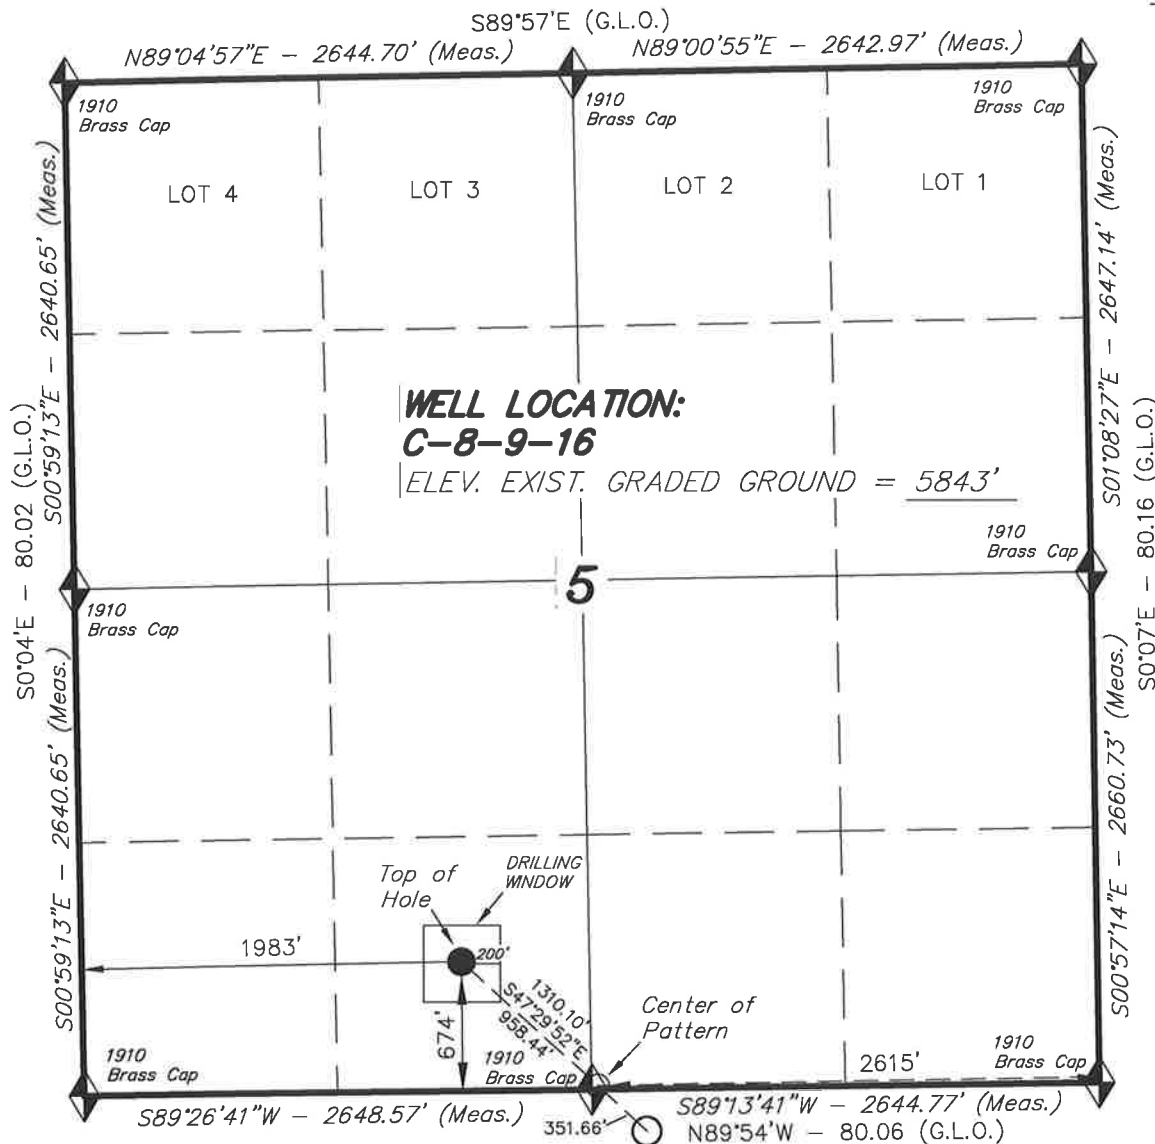 S89°57'E (G.L.O.)
N89°04'57"E - 2644.70' (Meas.)
N89°00'55"E - 2642.97' (Meas.)
1910
Brass Cap
1910
Brass Cap
1910
Brass Cap
LOT 4
LOT 3
LOT 2
LOT 1
S00°59'13"E - 2640.65' (Meas.)
S0°04'E - 80.02 (G.L.O.)
S01°08'27"E - 2647.14' (Meas.)
S0°07'E - 80.16 (G.L.O.)
WELL LOCATION:
C-8-9-16
ELEV. EXIST. GRADED GROUND = 5843'
1910
Brass Cap
5
1910
Brass Cap
S00°59'13"E - 2640.65' (Meas.)
S00°57'14"E - 2660.73' (Meas.)
Top of
Hole
DRILLING
WINDOW
1983'
200'
674'
1310.10'
S47°29'52"E
958.44'
Center of
Pattern
2615'
1910
Brass Cap
1910
Brass Cap
1910
Brass Cap
S89°26'41"W - 2648.57' (Meas.)
S89°13'41"W - 2644.77' (Meas.)
351.66'
N89°54'W - 80.06 (G.L.O.)